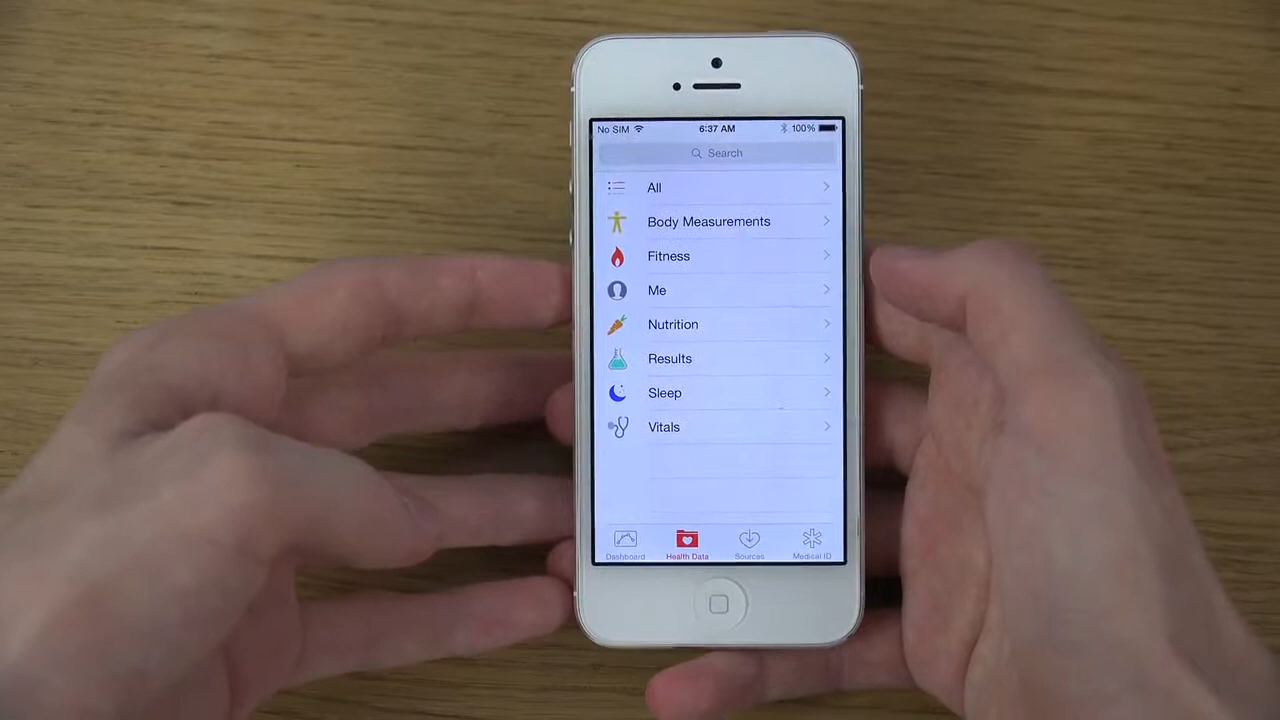 No SIM 6:37 AM 100%
Search
All
Body Measurements
Fitness
Me
Nutrition
Results
Sleep
Vitals
Dashboard Health Data Sources Medical ID